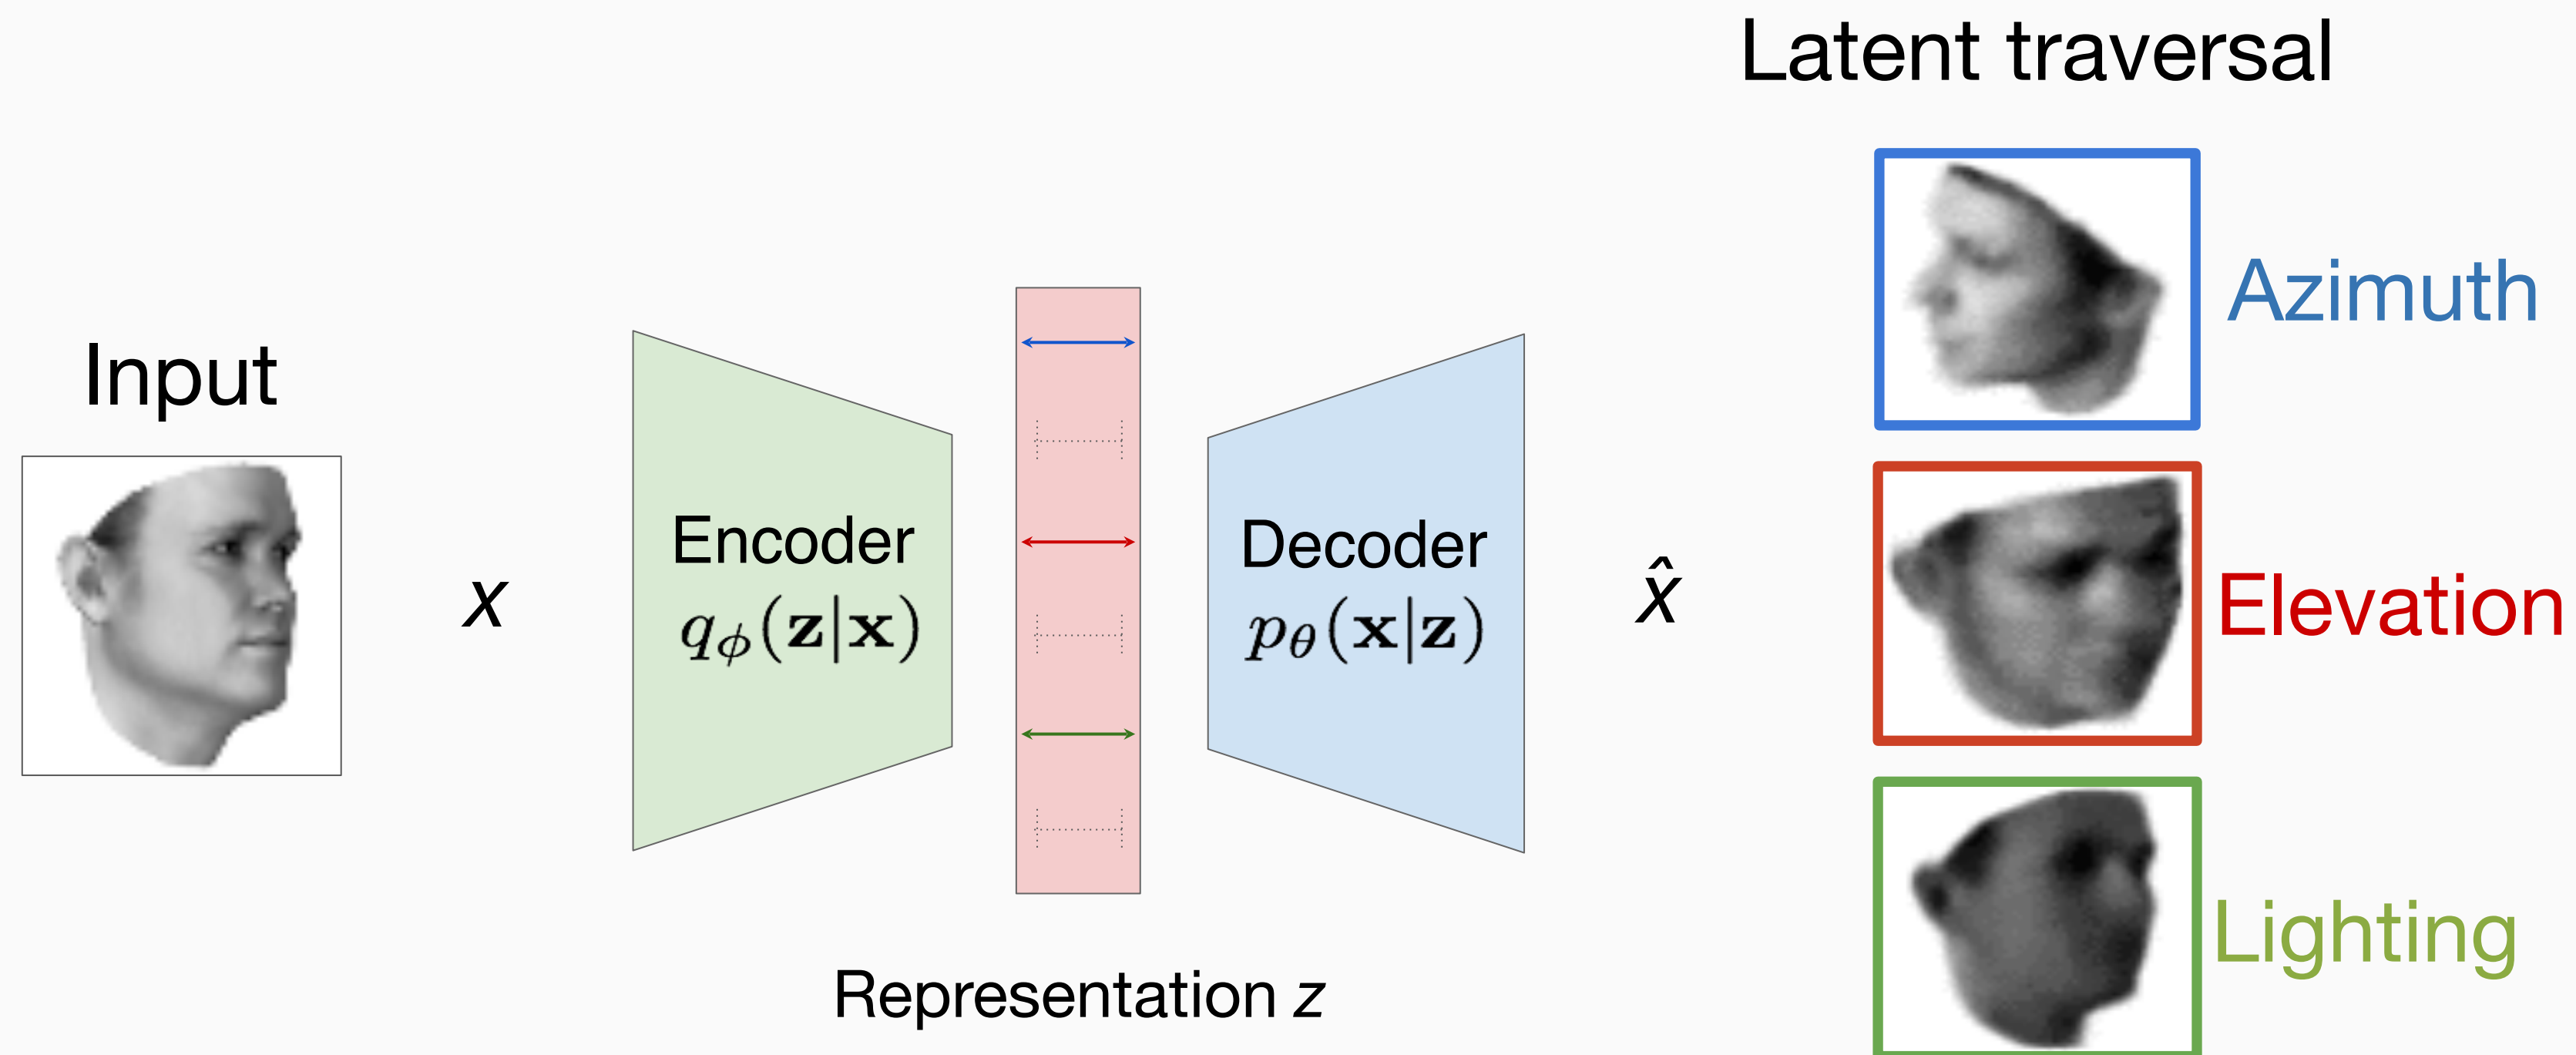 Latent traversal
Input
x
Encoder
qϕ(z|x)
Representation z
Decoder
pθ(x|z)
x̂
Azimuth
Elevation
Lighting